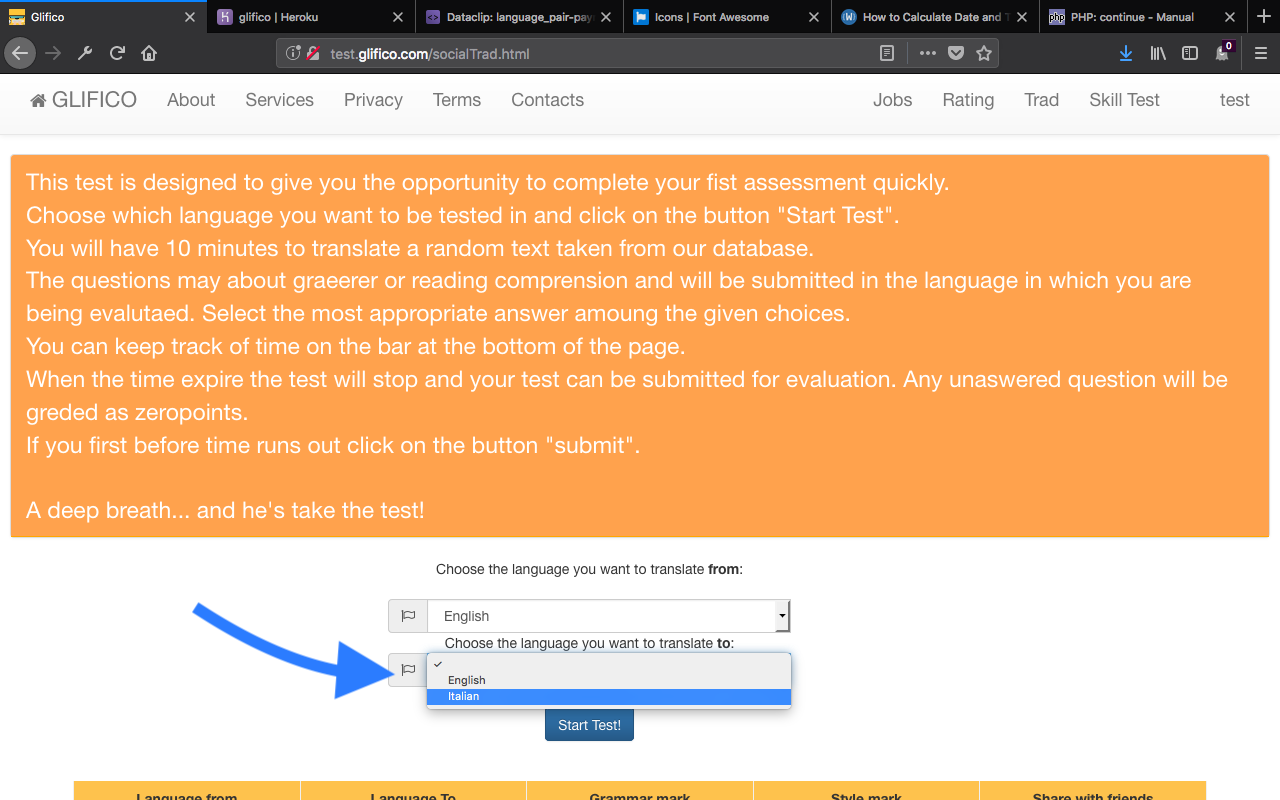 Glifico
glifico | Heroku
Dataclip: language_pair-pay
Icons | Font Awesome
How to Calculate Date and T
php PHP: continue - Manual
test.glifico.com/socialTrad.html
0
GLIFICO About Services Privacy Terms Contacts Jobs Rating Trad Skill Test test
This test is designed to give you the opportunity to complete your fist assessment quickly.
Choose which language you want to be tested in and click on the button "Start Test".
You will have 10 minutes to translate a random text taken from our database.
The questions may about graeerer or reading comprension and will be submitted in the language in which you are
being evalutaed. Select the most appropriate answer amoung the given choices.
You can keep track of time on the bar at the bottom of the page.
When the time expire the test will stop and your test can be submitted for evaluation. Any unaswered question will be
greded as zeropoints.
If you first before time runs out click on the button "submit".
A deep breath... and he's take the test!
Choose the language you want to translate from:
English
Choose the language you want to translate to:
English
Italian
Start Test!
Language from Language To Grammar mark Style mark Share with friends